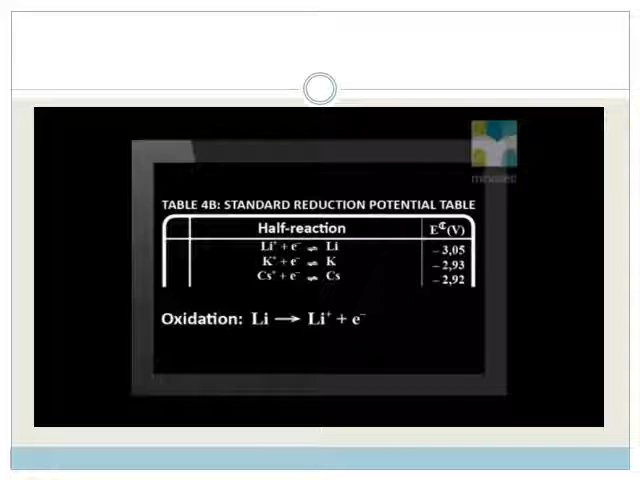 mindset
TABLE 4B: STANDARD REDUCTION POTENTIAL TABLE
Half-reaction E⦵(V)
Li⁺ + e⁻ ⇌ Li – 3,05
K⁺ + e⁻ ⇌ K – 2,93
Cs⁺ + e⁻ ⇌ Cs – 2,92
Oxidation: Li ⟶ Li⁺ + e⁻